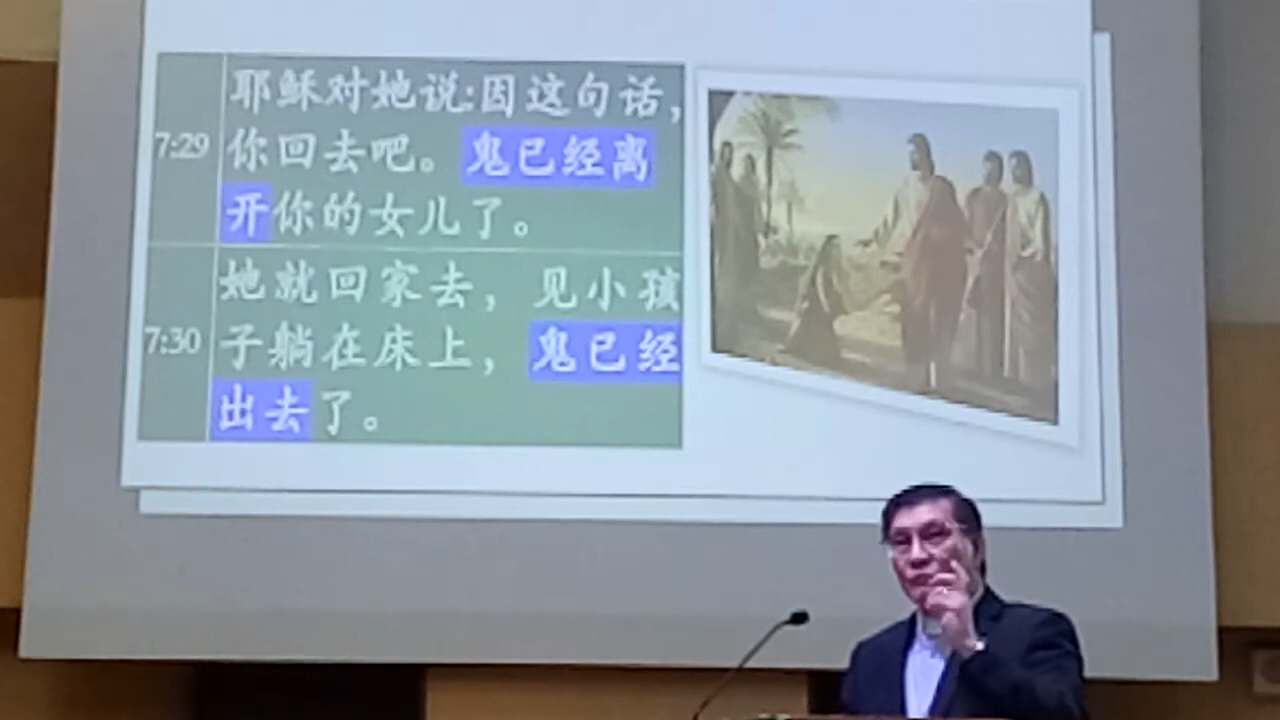 7:29
耶稣对她说:因这句话,
你回去吧。鬼已经离
开你的女儿了。
7:30
她就回家去，见小孩
子躺在床上，鬼已经
出去了。